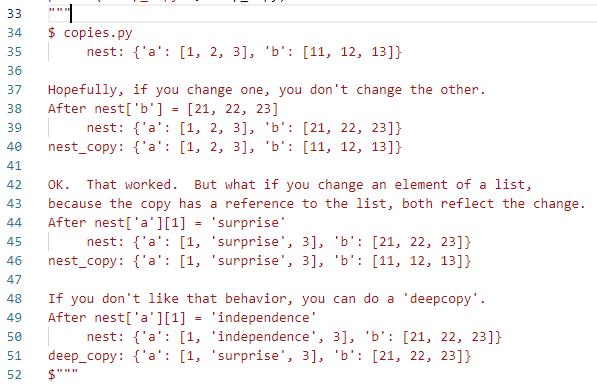 33 """
34 $ copies.py
35      nest: {'a': [1, 2, 3], 'b': [11, 12, 13]}
36
37 Hopefully, if you change one, you don't change the other.
38 After nest['b'] = [21, 22, 23]
39      nest: {'a': [1, 2, 3], 'b': [21, 22, 23]}
40 nest_copy: {'a': [1, 2, 3], 'b': [11, 12, 13]}
41
42 OK.  That worked.  But what if you change an element of a list,
43 because the copy has a reference to the list, both reflect the change.
44 After nest['a'][1] = 'surprise'
45      nest: {'a': [1, 'surprise', 3], 'b': [21, 22, 23]}
46 nest_copy: {'a': [1, 'surprise', 3], 'b': [11, 12, 13]}
47
48 If you don't like that behavior, you can do a 'deepcopy'.
49 After nest['a'][1] = 'independence'
50      nest: {'a': [1, 'independence', 3], 'b': [21, 22, 23]}
51 deep_copy: {'a': [1, 'surprise', 3], 'b': [21, 22, 23]}
52 $"""